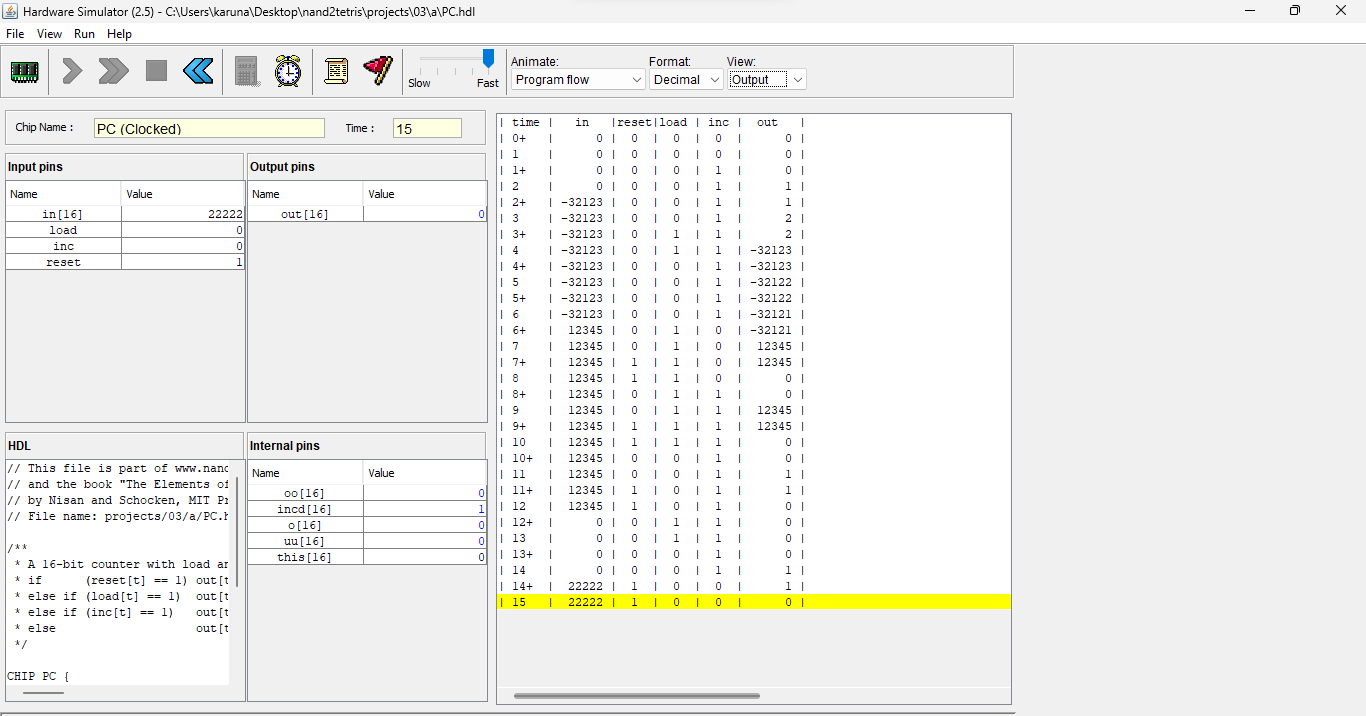 Hardware Simulator (2.5) - C:\Users\karuna\Desktop\nand2tetris\projects\03\a\PC.hdl
File View Run Help
Slow Fast
Animate: Format: View:
Program flow Decimal Output
Chip Name : PC (Clocked) Time : 15
Input pins
Name Value
in[16] 22222
load 0
inc 0
reset 1
Output pins
Name Value
out[16] 0
HDL
// This file is part of www.nand
// and the book "The Elements of
// by Nisan and Schocken, MIT Pr
// File name: projects/03/a/PC.h
/**
* A 16-bit counter with load an
* if (reset[t] == 1) out[t
* else if (load[t] == 1) out[t
* else if (inc[t] == 1) out[t
* else out[t
*/
CHIP PC {
Internal pins
Name Value
oo[16] 0
incd[16] 1
o[16] 0
uu[16] 0
this[16] 0
| time | in |reset|load | inc | out |
| 0+ | 0 | 0 | 0 | 0 | 0 |
| 1 | 0 | 0 | 0 | 0 | 0 |
| 1+ | 0 | 0 | 0 | 1 | 0 |
| 2 | 0 | 0 | 0 | 1 | 1 |
| 2+ | -32123 | 0 | 0 | 1 | 1 |
| 3 | -32123 | 0 | 0 | 1 | 2 |
| 3+ | -32123 | 0 | 1 | 1 | 2 |
| 4 | -32123 | 0 | 1 | 1 | -32123 |
| 4+ | -32123 | 0 | 0 | 1 | -32123 |
| 5 | -32123 | 0 | 0 | 1 | -32122 |
| 5+ | -32123 | 0 | 0 | 1 | -32122 |
| 6 | -32123 | 0 | 0 | 1 | -32121 |
| 6+ | 12345 | 0 | 1 | 0 | -32121 |
| 7 | 12345 | 0 | 1 | 0 | 12345 |
| 7+ | 12345 | 1 | 1 | 0 | 12345 |
| 8 | 12345 | 1 | 1 | 0 | 0 |
| 8+ | 12345 | 0 | 1 | 1 | 0 |
| 9 | 12345 | 0 | 1 | 1 | 12345 |
| 9+ | 12345 | 1 | 1 | 1 | 12345 |
| 10 | 12345 | 1 | 1 | 1 | 0 |
| 10+ | 12345 | 0 | 0 | 1 | 0 |
| 11 | 12345 | 0 | 0 | 1 | 1 |
| 11+ | 12345 | 1 | 0 | 1 | 1 |
| 12 | 12345 | 1 | 0 | 1 | 0 |
| 12+ | 0 | 0 | 1 | 1 | 0 |
| 13 | 0 | 0 | 1 | 1 | 0 |
| 13+ | 0 | 0 | 0 | 1 | 0 |
| 14 | 0 | 0 | 0 | 1 | 1 |
| 14+ | 22222 | 1 | 0 | 0 | 1 |
| 15 | 22222 | 1 | 0 | 0 | 0 |